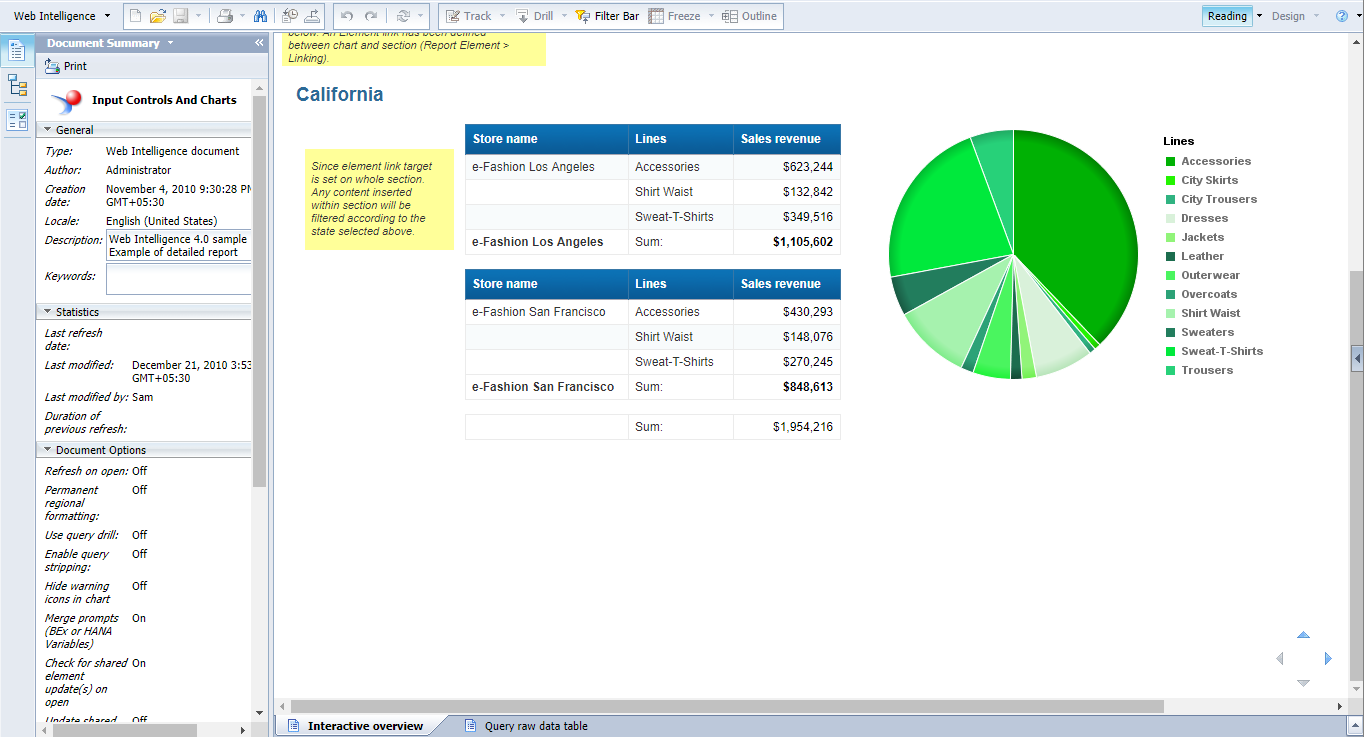 Web Intelligence
Track
Drill
Filter Bar
Freeze
Outline
Reading
Design
Document Summary
Print
Input Controls And Charts
General
Type: Web Intelligence document
Author: Administrator
Creation date: November 4, 2010 9:30:28 PM
GMT+05:30
Locale: English (United States)
Description: Web Intelligence 4.0 sample
Example of detailed report
Keywords:
Statistics
Last refresh
date:
Last modified: December 21, 2010 3:53
GMT+05:30
Last modified by: Sam
Duration of
previous refresh:
Document Options
Refresh on open: Off
Permanent Off
regional
formatting:
Use query drill: Off
Enable query Off
stripping:
Hide warning Off
icons in chart
Merge prompts On
(BEx or HANA
Variables)
Check for shared On
element
update(s) on
open
Update shared Off
below. An Element link has been defined
between chart and section (Report Element >
Linking).
California
Since element link target
is set on whole section.
Any content inserted
within section will be
filtered according to the
state selected above.
Store name Lines Sales revenue
e-Fashion Los Angeles Accessories $623,244
Shirt Waist $132,842
Sweat-T-Shirts $349,516
e-Fashion Los Angeles Sum: $1,105,602
Store name Lines Sales revenue
e-Fashion San Francisco Accessories $430,293
Shirt Waist $148,076
Sweat-T-Shirts $270,245
e-Fashion San Francisco Sum: $848,613
Sum: $1,954,216
Lines
Accessories
City Skirts
City Trousers
Dresses
Jackets
Leather
Outerwear
Overcoats
Shirt Waist
Sweaters
Sweat-T-Shirts
Trousers
Interactive overview
Query raw data table